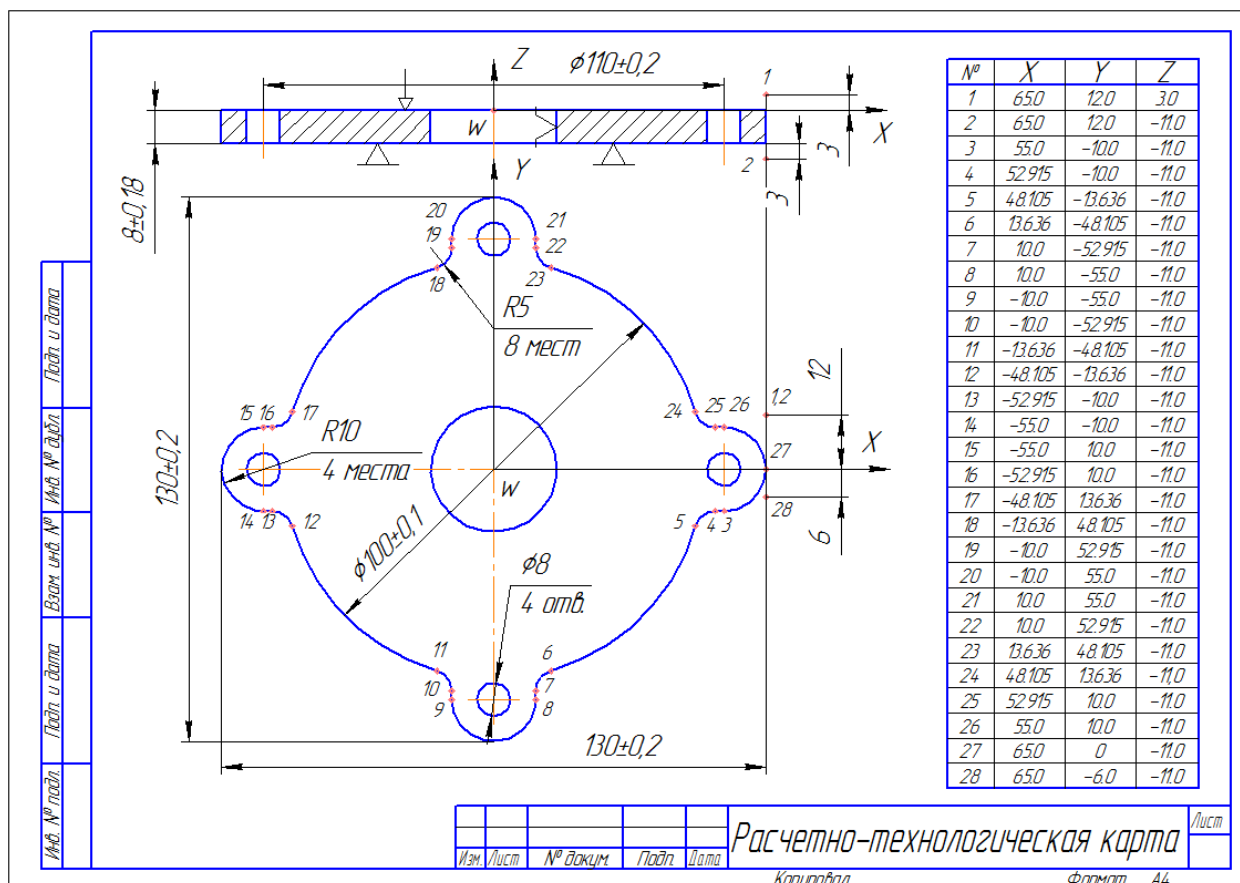 Z
ϕ110±0,2
1
X
W
3
2
Y
3
8±0,18
20
21
19
22
18
23
R5
8 мест
12
24
25
26
1,2
15
16
17
R10
4 места
27
X
130±0,2
W
28
14
13
12
5
4
3
6
ϕ100±0,1
ϕ8
4 отв.
11
6
10
7
9
8
130±0,2
№ X Y Z
1 65.0 12.0 3.0
2 65.0 12.0 -11.0
3 55.0 -10.0 -11.0
4 52.915 -10.0 -11.0
5 48.105 -13.636 -11.0
6 13.636 -48.105 -11.0
7 10.0 -52.915 -11.0
8 10.0 -55.0 -11.0
9 -10.0 -55.0 -11.0
10 -10.0 -52.915 -11.0
11 -13.636 -48.105 -11.0
12 -48.105 -13.636 -11.0
13 -52.915 -10.0 -11.0
14 -55.0 -10.0 -11.0
15 -55.0 10.0 -11.0
16 -52.915 10.0 -11.0
17 -48.105 13.636 -11.0
18 -13.636 48.105 -11.0
19 -10.0 52.915 -11.0
20 -10.0 55.0 -11.0
21 10.0 55.0 -11.0
22 10.0 52.915 -11.0
23 13.636 48.105 -11.0
24 48.105 13.636 -11,0
25 52.915 10.0 -11.0
26 55.0 10.0 -11.0
27 65.0 0 -11.0
28 65.0 -6.0 -11.0
Подп. и дата
Инв. № дубл.
Взам. инв. №
Подп. и дата
Инв. № подл.
Изм. Лист № докум. Подп. Дата
Расчетно-технологическая карта
Лист
Копировал
Формат А4